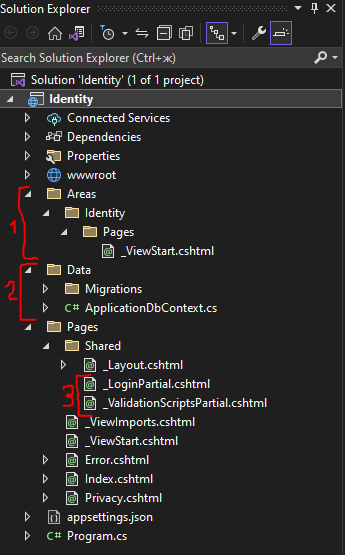 Solution Explorer
Search Solution Explorer (Ctrl+ж)
Solution 'Identity' (1 of 1 project)
Identity
Connected Services
Dependencies
Properties
wwwroot
Areas
Identity
1
Pages
_ViewStart.cshtml
Data
2
Migrations
C# ApplicationDbContext.cs
Pages
Shared
_Layout.cshtml
3
_LoginPartial.cshtml
_ValidationScriptsPartial.cshtml
_ViewImports.cshtml
_ViewStart.cshtml
Error.cshtml
Index.cshtml
Privacy.cshtml
appsettings.json
C# Program.cs